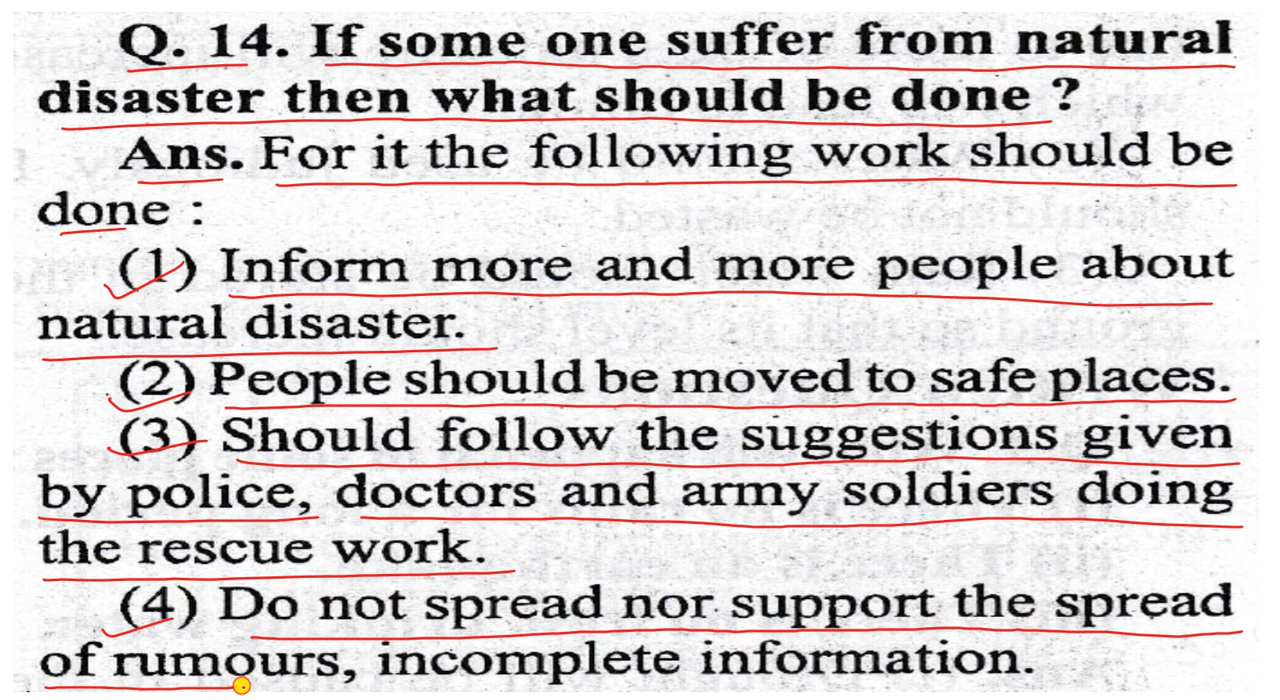 Q. 14. If some one suffer from natural
disaster then what should be done ?
Ans. For it the following work should be
done :
(1) Inform more and more people about
natural disaster.
(2) People should be moved to safe places.
(3) Should follow the suggestions given
by police, doctors and army soldiers doing
the rescue work.
(4) Do not spread nor support the spread
of rumours, incomplete information.